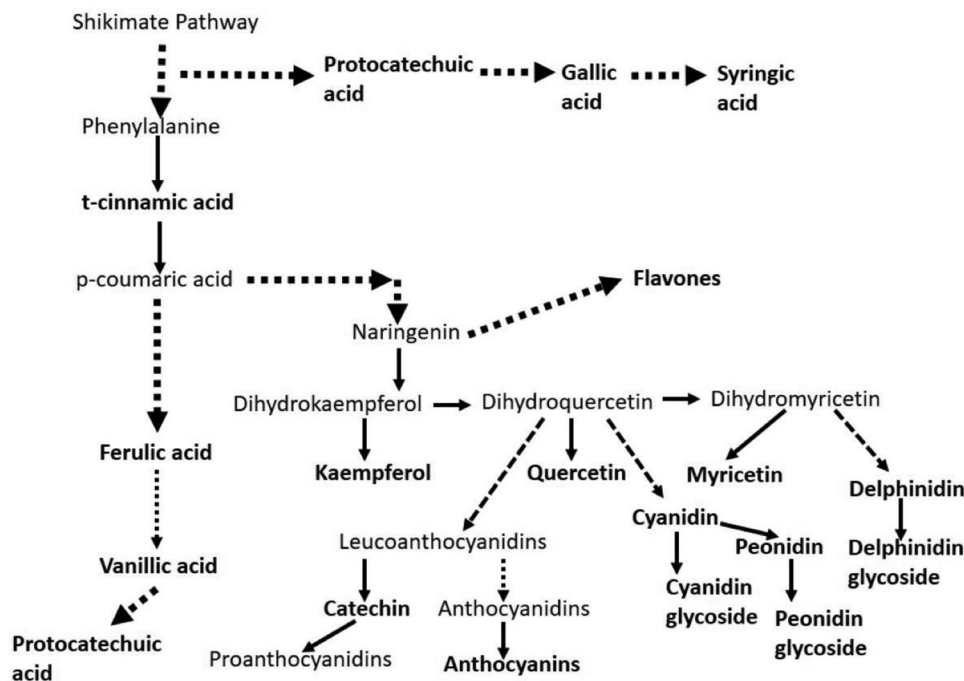 Shikimate Pathway
Protocatechuic
acid
Gallic
acid
Syringic
acid
Phenylalanine
t-cinnamic acid
p-coumaric acid
Flavones
Naringenin
Dihydrokaempferol
Dihydroquercetin
Dihydromyricetin
Ferulic acid
Kaempferol
Quercetin
Myricetin
Delphinidin
Cyanidin
Leucoanthocyanidins
Peonidin
Delphinidin
glycoside
Vanillic acid
Cyanidin
glycoside
Catechin
Anthocyanidins
Peonidin
glycoside
Protocatechuic
acid
Proanthocyanidins
Anthocyanins